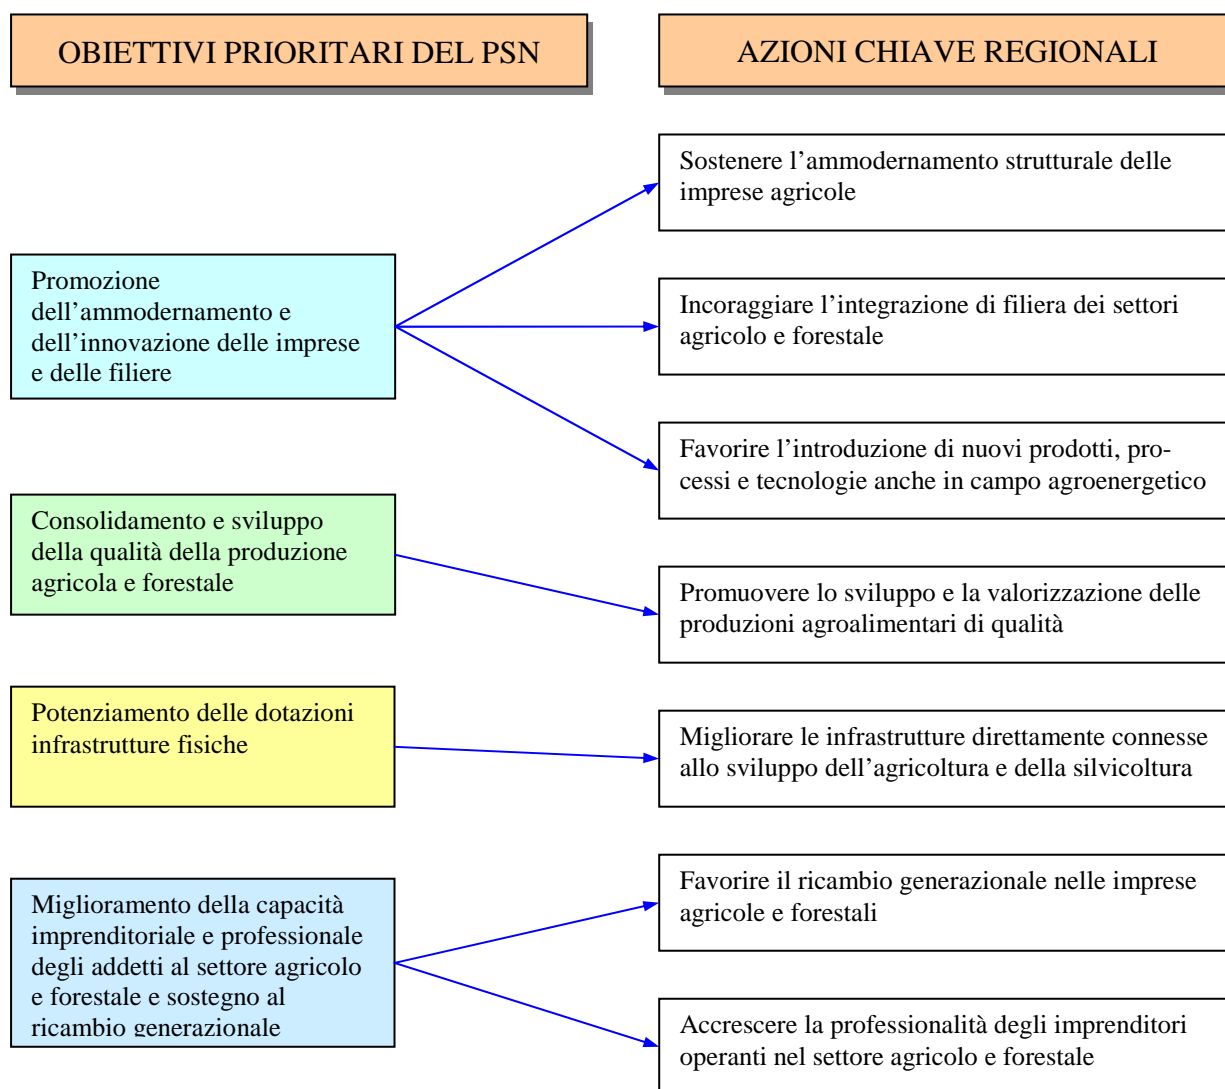 OBIETTIVI PRIORITARI DEL PSN
AZIONI CHIAVE REGIONALI
Sostenere l’ammodernamento strutturale delle
imprese agricole
Promozione
dell’ammodernamento e
dell’innovazione delle imprese
e delle filiere
Incoraggiare l’integrazione di filiera dei settori
agricolo e forestale
Favorire l’introduzione di nuovi prodotti, pro-
cessi e tecnologie anche in campo agroenergetico
Consolidamento e sviluppo
della qualità della produzione
agricola e forestale
Promuovere lo sviluppo e la valorizzazione delle
produzioni agroalimentari di qualità
Potenziamento delle dotazioni
infrastrutture fisiche
Migliorare le infrastrutture direttamente connesse
allo sviluppo dell’agricoltura e della silvicoltura
Miglioramento della capacità
imprenditoriale e professionale
degli addetti al settore agricolo
e forestale e sostegno al
ricambio generazionale
Favorire il ricambio generazionale nelle imprese
agricole e forestali
Accrescere la professionalità degli imprenditori
operanti nel settore agricolo e forestale